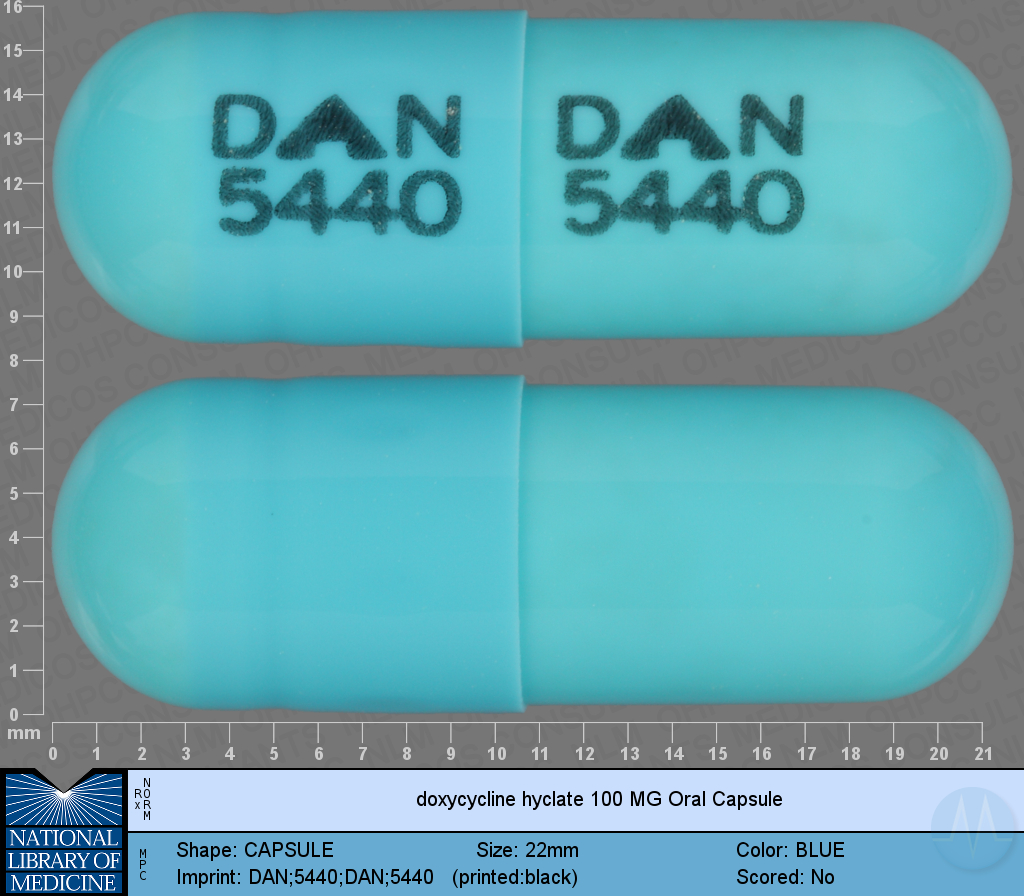 16
15
14
13
12
11
10
9
8
7
6
5
4
3
2
1
0
mm
DAN DAN
5440 5440
0 1 2 3 4 5 6 7 8 9 10 11 12 13 14 15 16 17 18 19 20 21
NATIONAL
LIBRARY OF
MEDICINE
RxNORM
doxycycline hyclate 100 MG Oral Capsule
MPC
Shape: CAPSULE Size: 22mm Color: BLUE
Imprint: DAN;5440;DAN;5440 (printed:black) Scored: No